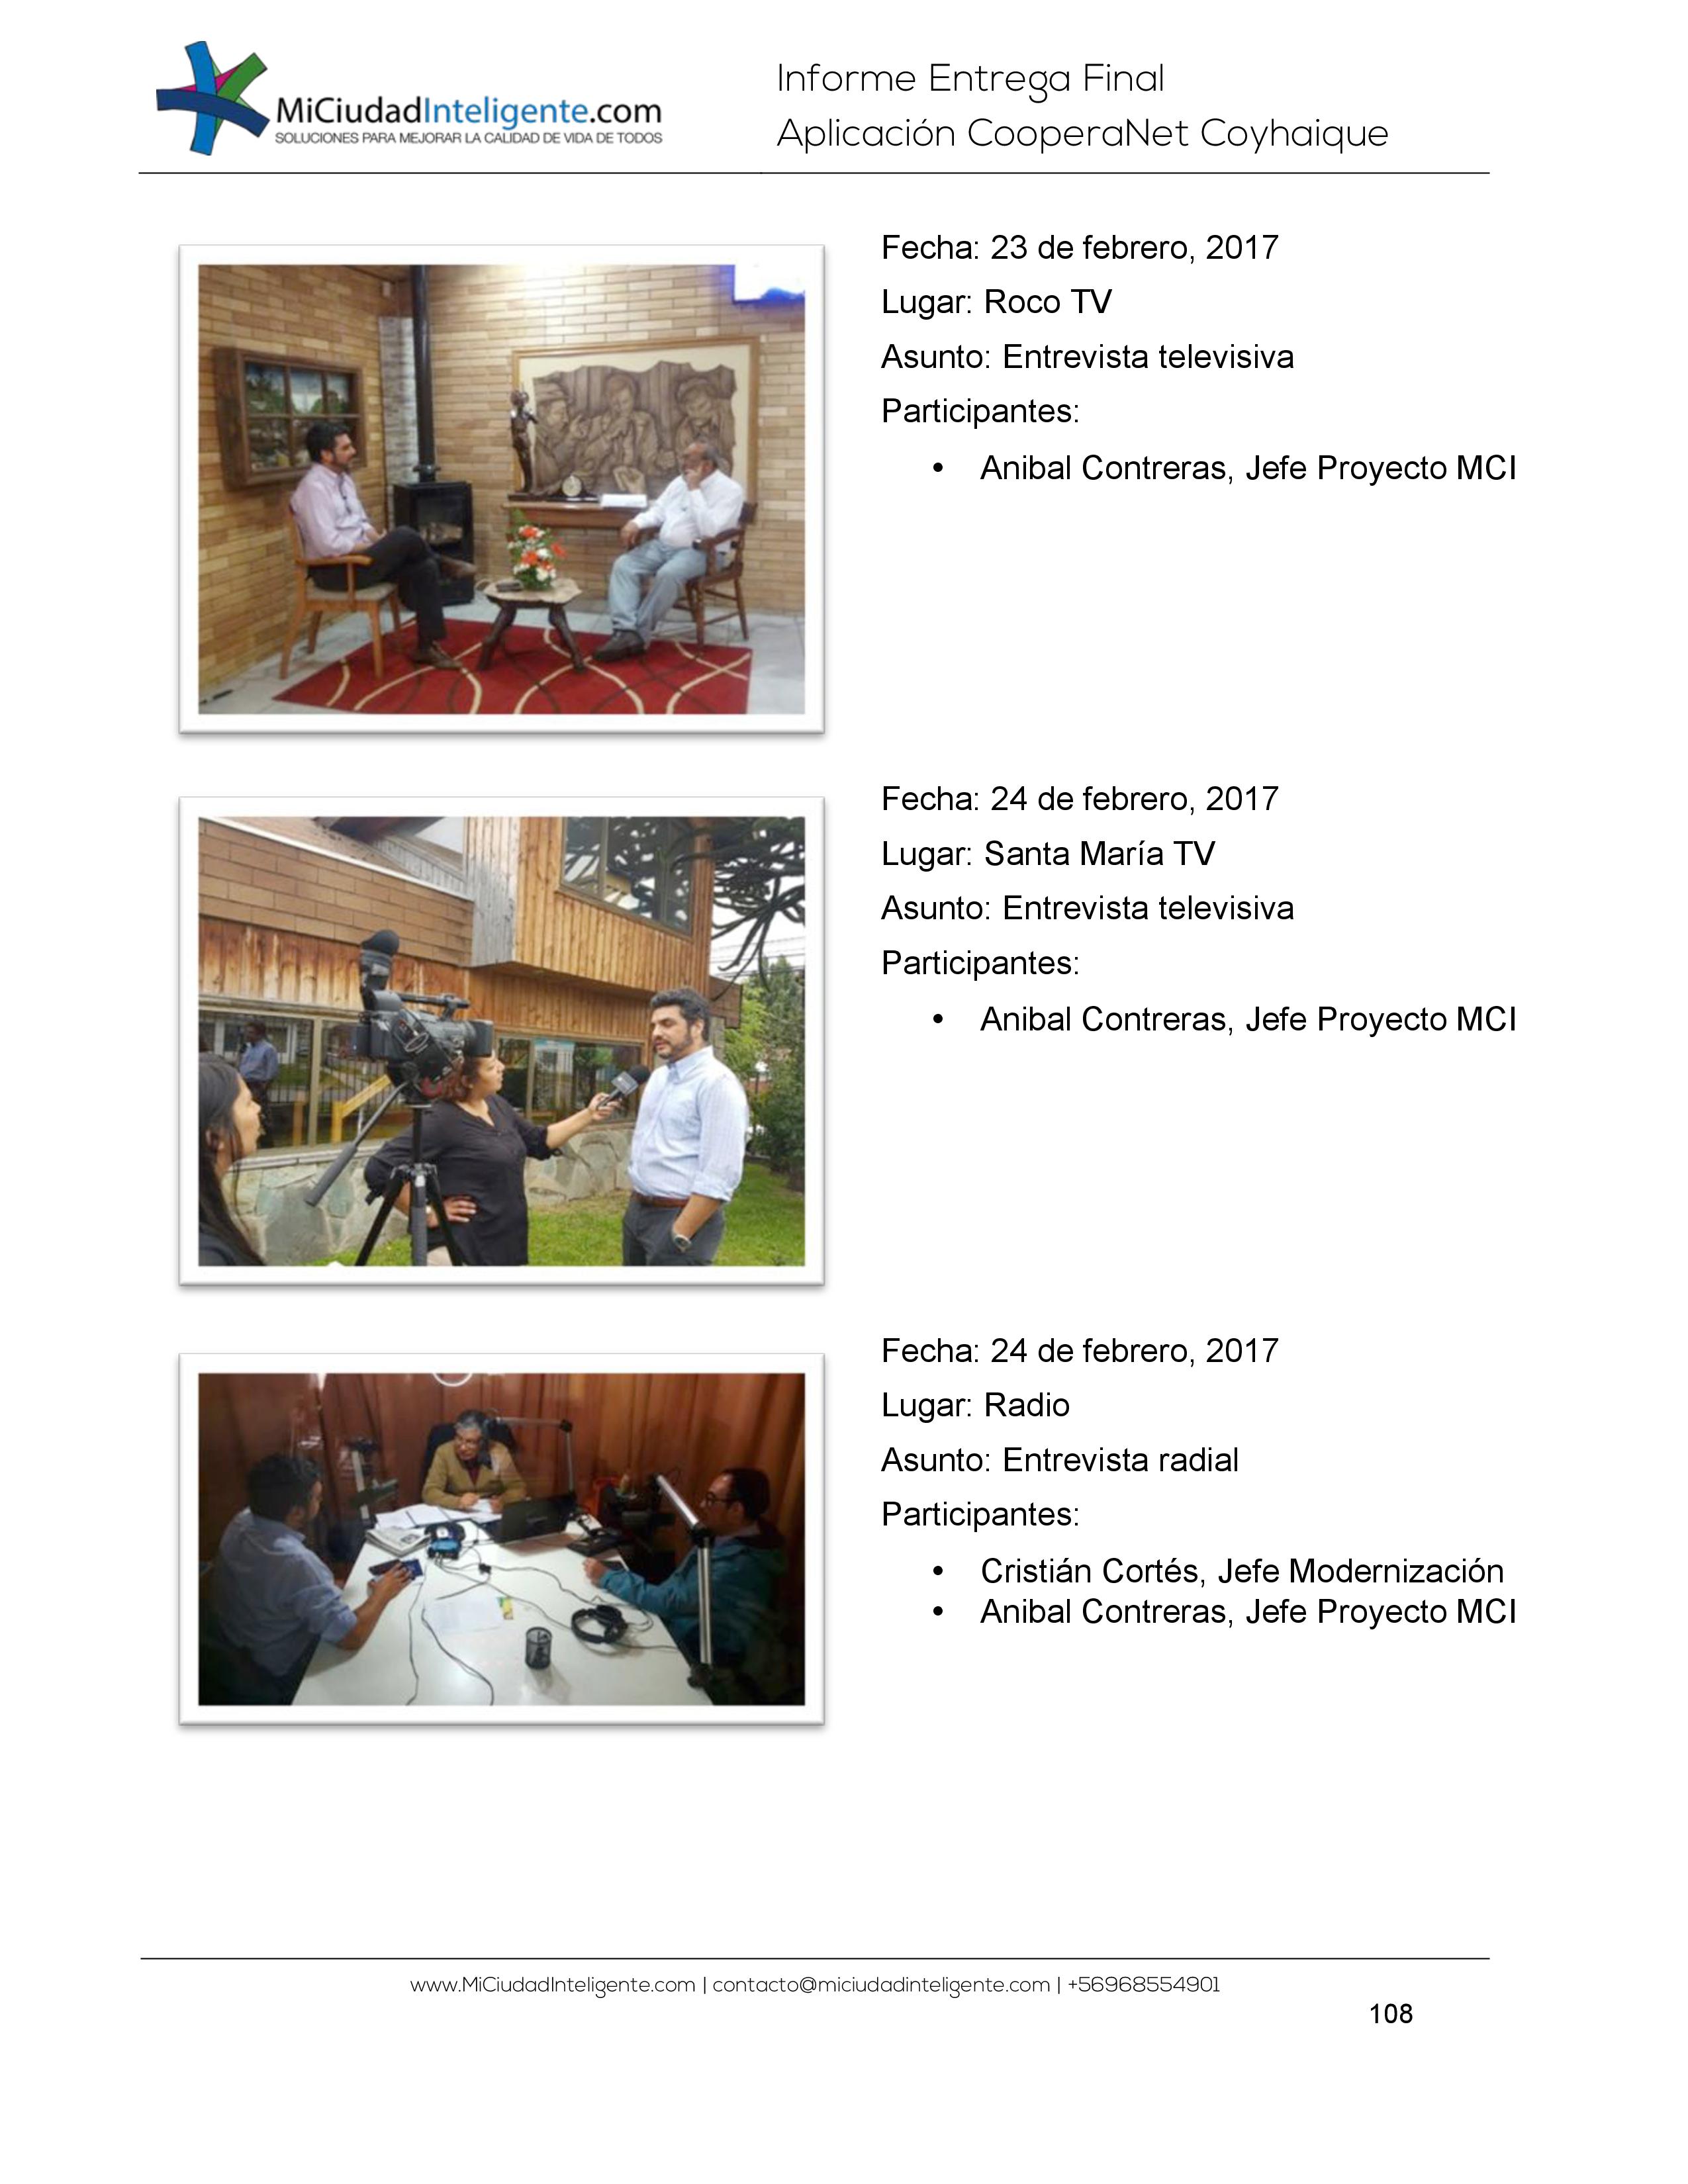 MiCiudadInteligente.com
SOLUCIONES PARA MEJORAR LA CALIDAD DE VIDA DE TODOS
Informe Entrega Final
Aplicación CooperaNet Coyhaique
Fecha: 23 de febrero, 2017
Lugar: Roco TV
Asunto: Entrevista televisiva
Participantes:
• Anibal Contreras, Jefe Proyecto MCI
Fecha: 24 de febrero, 2017
Lugar: Santa María TV
Asunto: Entrevista televisiva
Participantes:
• Anibal Contreras, Jefe Proyecto MCI
Fecha: 24 de febrero, 2017
Lugar: Radio
Asunto: Entrevista radial
Participantes:
• Cristián Cortés, Jefe Modernización
• Anibal Contreras, Jefe Proyecto MCI
www.MiCiudadInteligente.com | contacto@miciudadinteligente.com | +56968554901
108